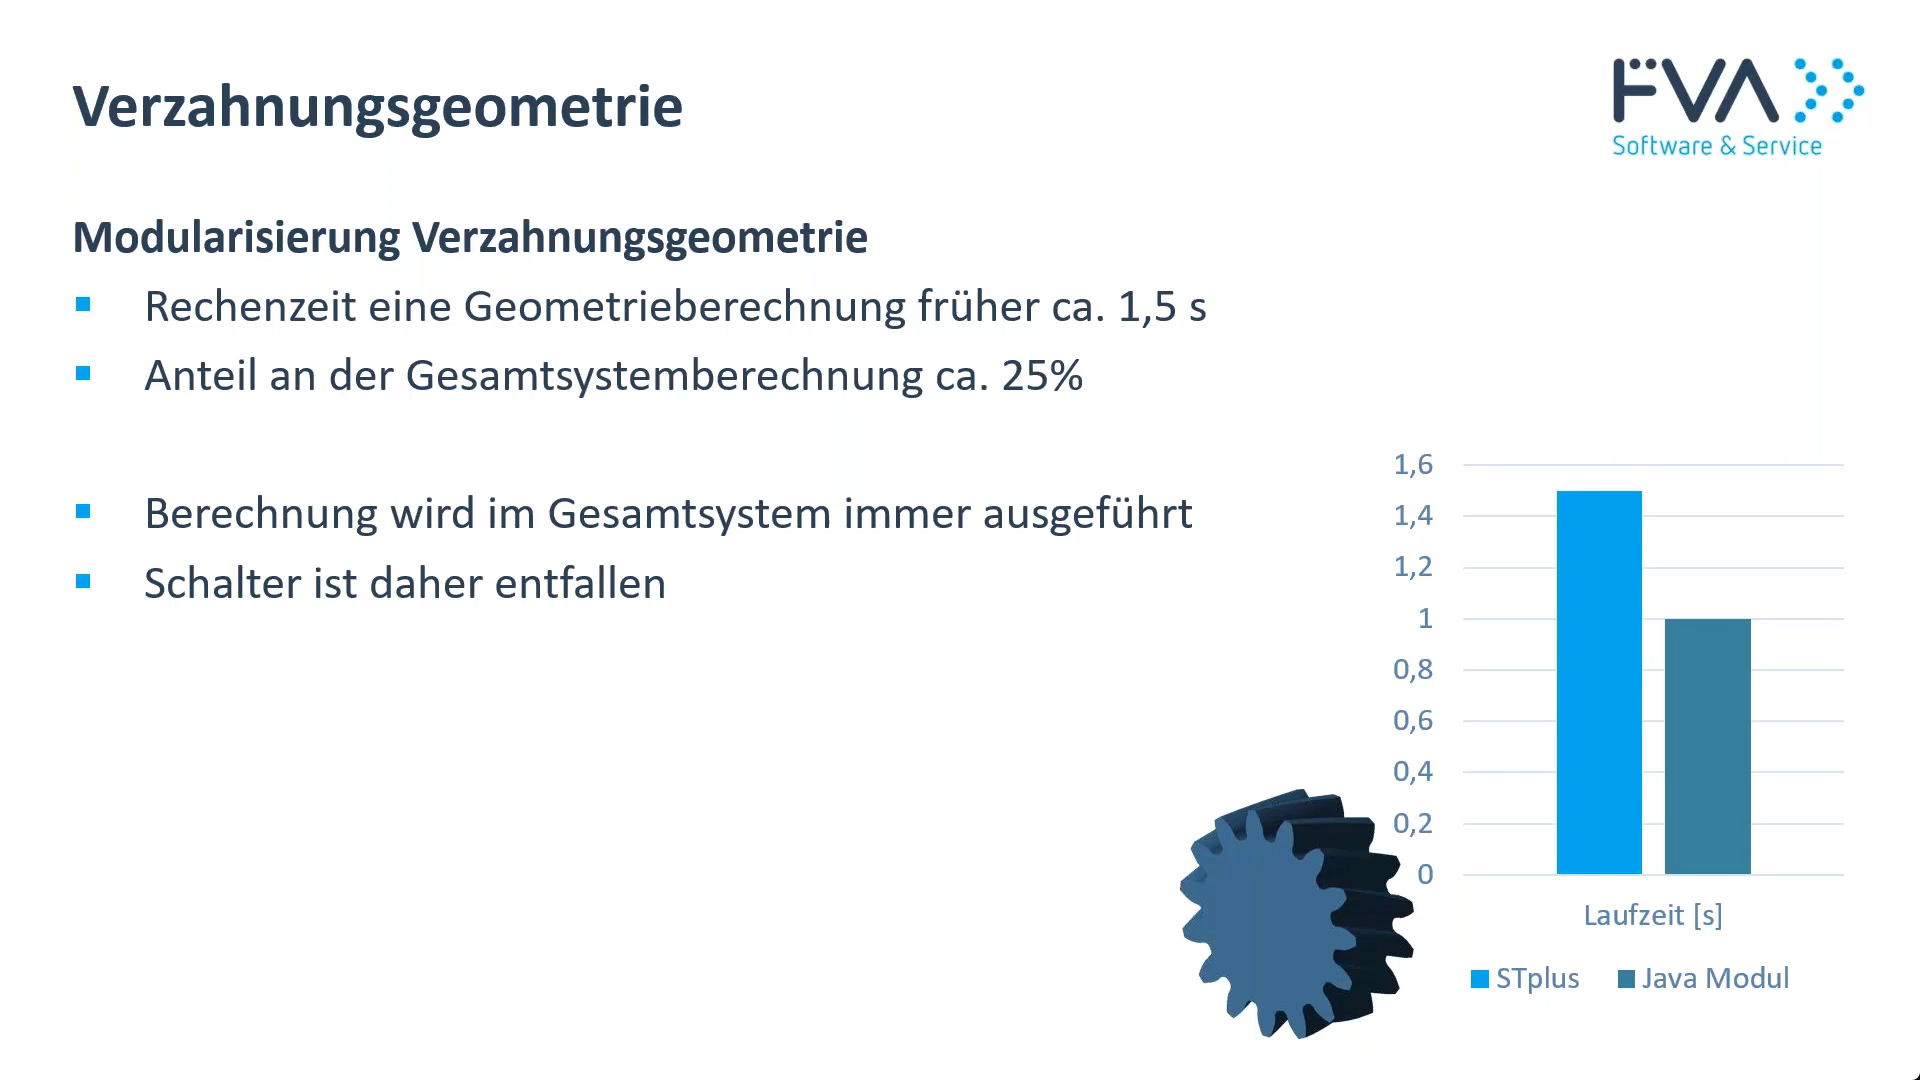 Verzahnungsgeometrie
FVA
Software & Service
Modularisierung Verzahnungsgeometrie
Rechenzeit eine Geometrieberechnung früher ca. 1,5 s
Anteil an der Gesamtsystemberechnung ca. 25%
Berechnung wird im Gesamtsystem immer ausgeführt
Schalter ist daher entfallen
1,6
1,4
1,2
1
0,8
0,6
0,4
0,2
0
Laufzeit [s]
STplus Java Modul